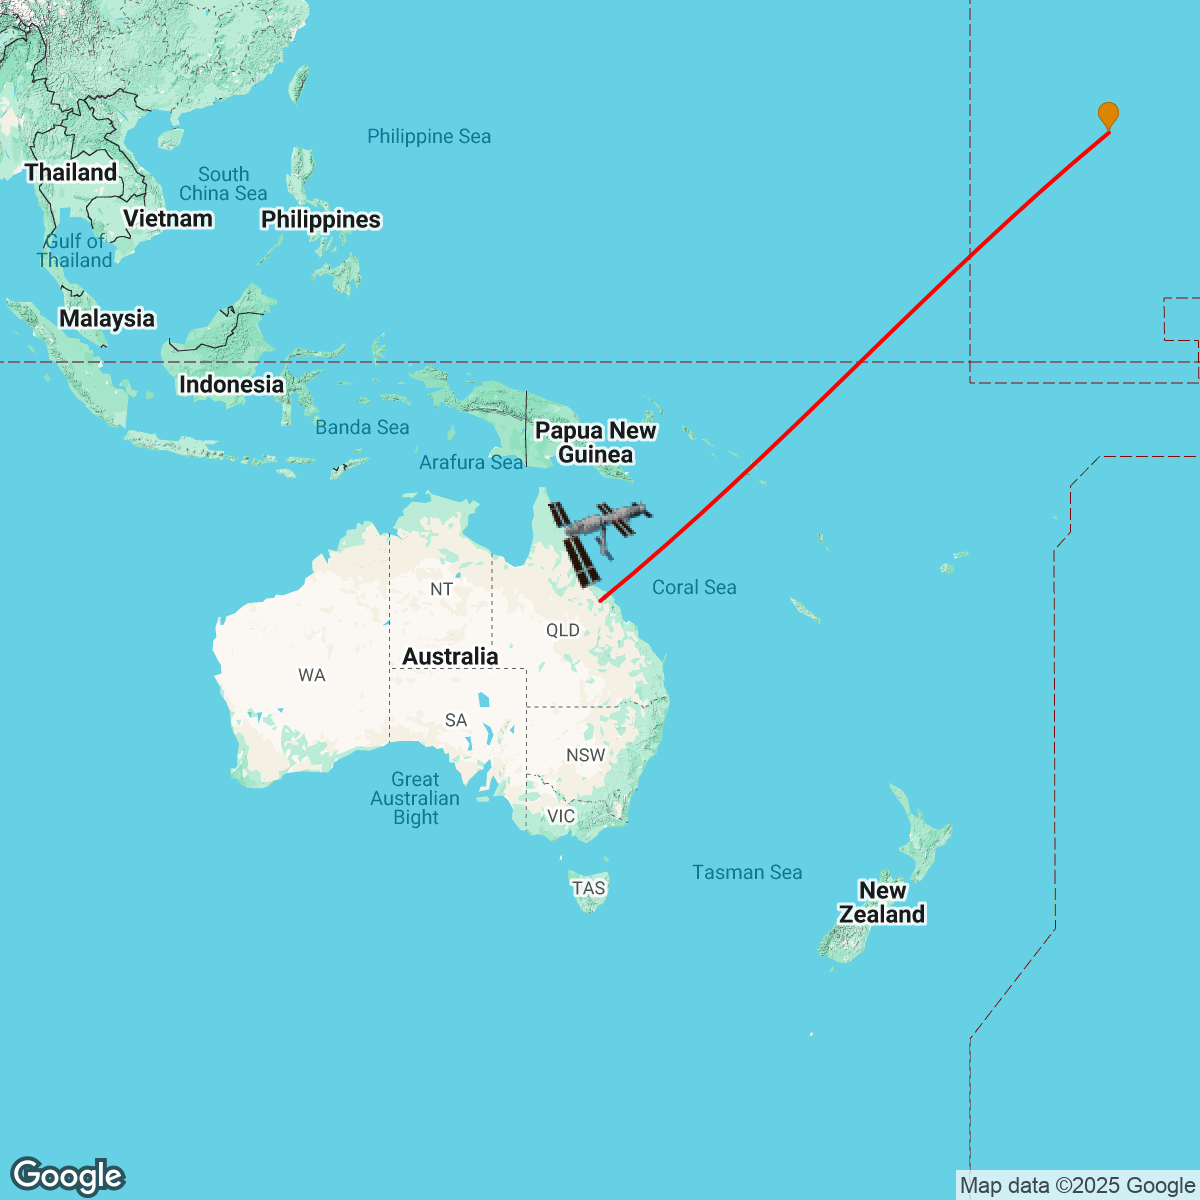 Philippine Sea
Thailand
South
China Sea
Vietnam
Philippines
Gulf of
Thailand
Malaysia
Indonesia
Banda Sea
Papua New
Guinea
Arafura Sea
NT
Coral Sea
QLD
Australia
WA
SA
NSW
Great
Australian
Bight
VIC
Tasman Sea
TAS
New
Zealand
Google
Map data ©2025 Google